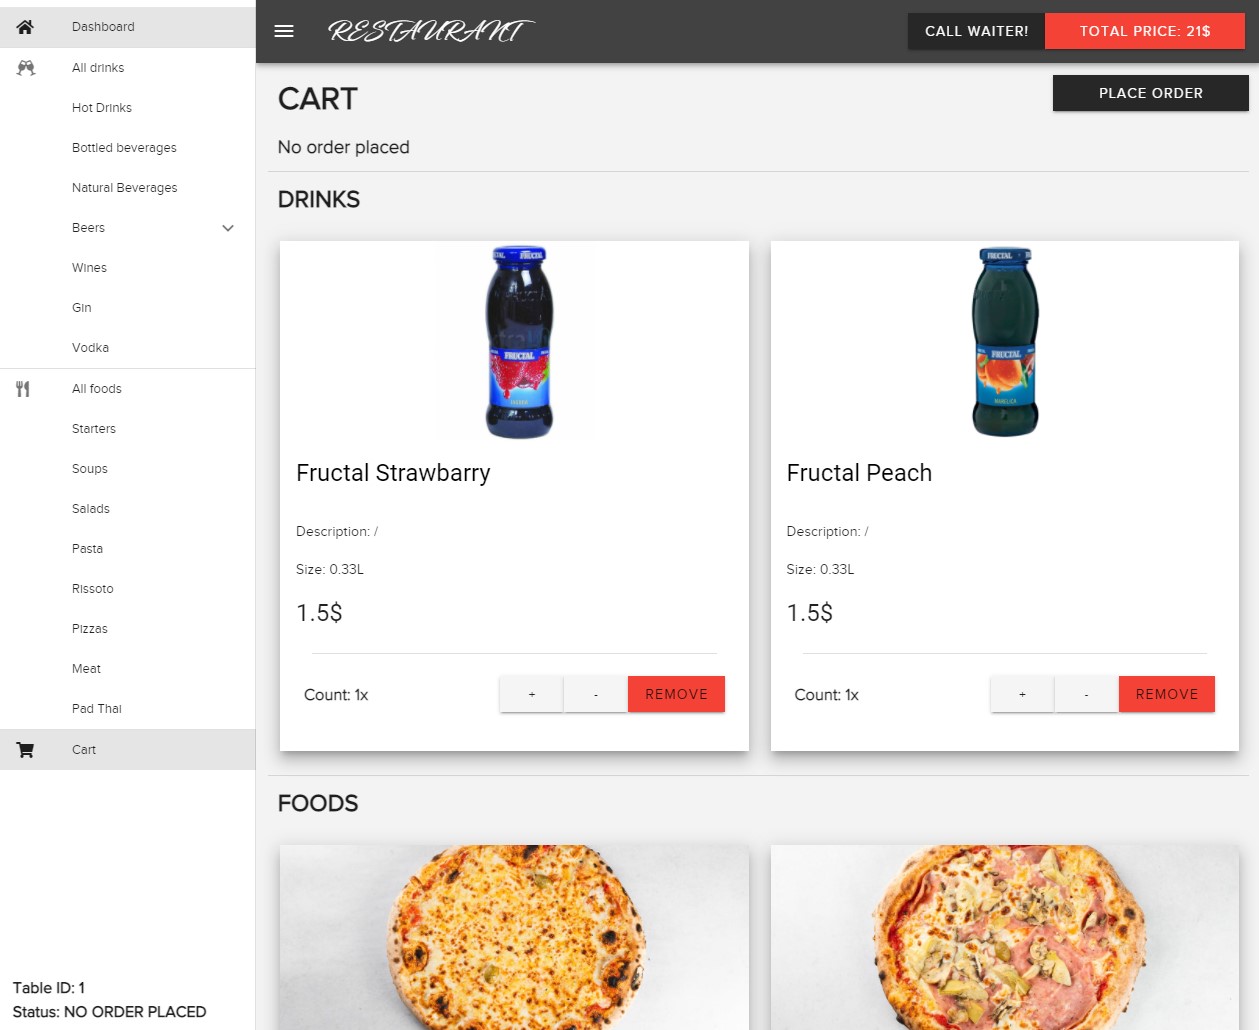 Dashboard
All drinks
Hot Drinks
Bottled beverages
Natural Beverages
Beers
Wines
Gin
Vodka
All foods
Starters
Soups
Salads
Pasta
Rissoto
Pizzas
Meat
Pad Thai
Cart
Table ID: 1
Status: NO ORDER PLACED
RESTAURANT
CALL WAITER!
TOTAL PRICE: 21$
CART
PLACE ORDER
No order placed
DRINKS
FRUCTAL
FRUCTAL
FRUCTAL
FRUCTAL
MARELICA
Fructal Strawbarry
Description: /
Size: 0.33L
1.5$
Count: 1x
+
-
REMOVE
Fructal Peach
Description: /
Size: 0.33L
1.5$
Count: 1x
+
-
REMOVE
FOODS